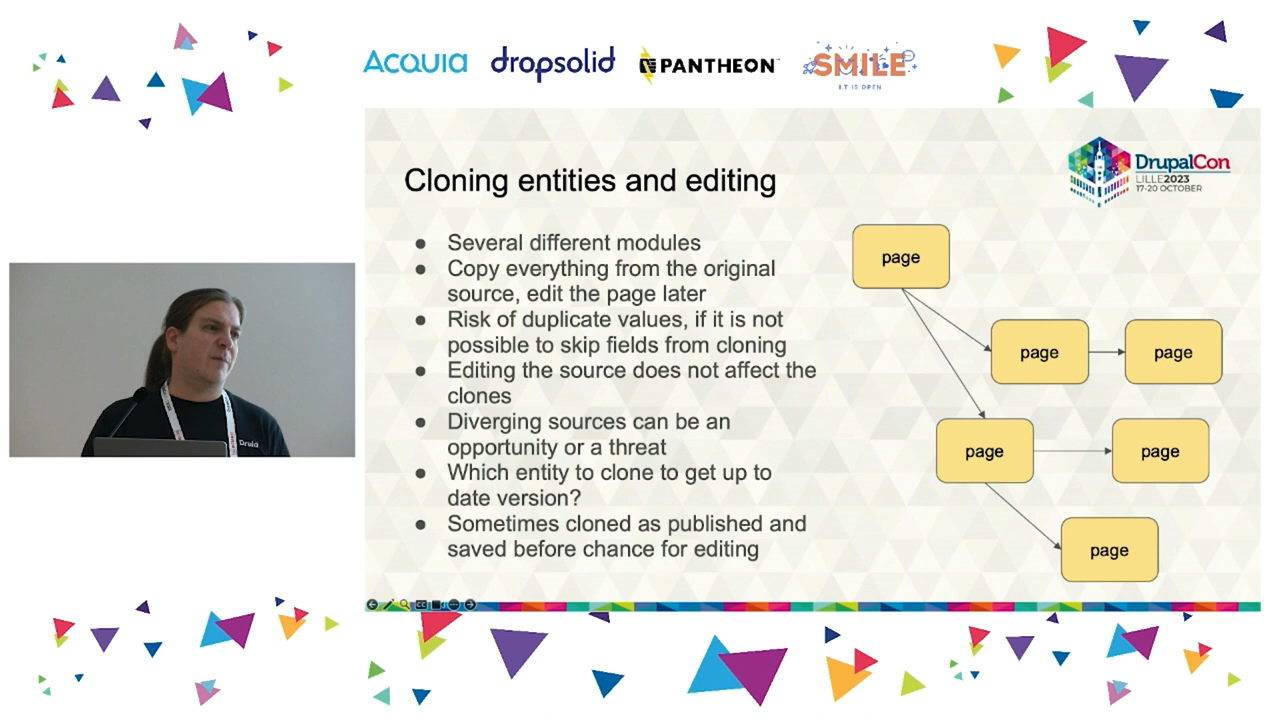 ACQUIA
dropsolid
PANTHEON
SMILE
I.T IS OPEN
DrupalCon
LILLE2023
17-20 OCTOBER
Cloning entities and editing
● Several different modules
● Copy everything from the original
source, edit the page later
● Risk of duplicate values, if it is not
possible to skip fields from cloning
● Editing the source does not affect the
clones
● Diverging sources can be an
opportunity or a threat
● Which entity to clone to get up to
date version?
● Sometimes cloned as published and
saved before chance for editing
page
page
page
page
page
page
Druid
CC